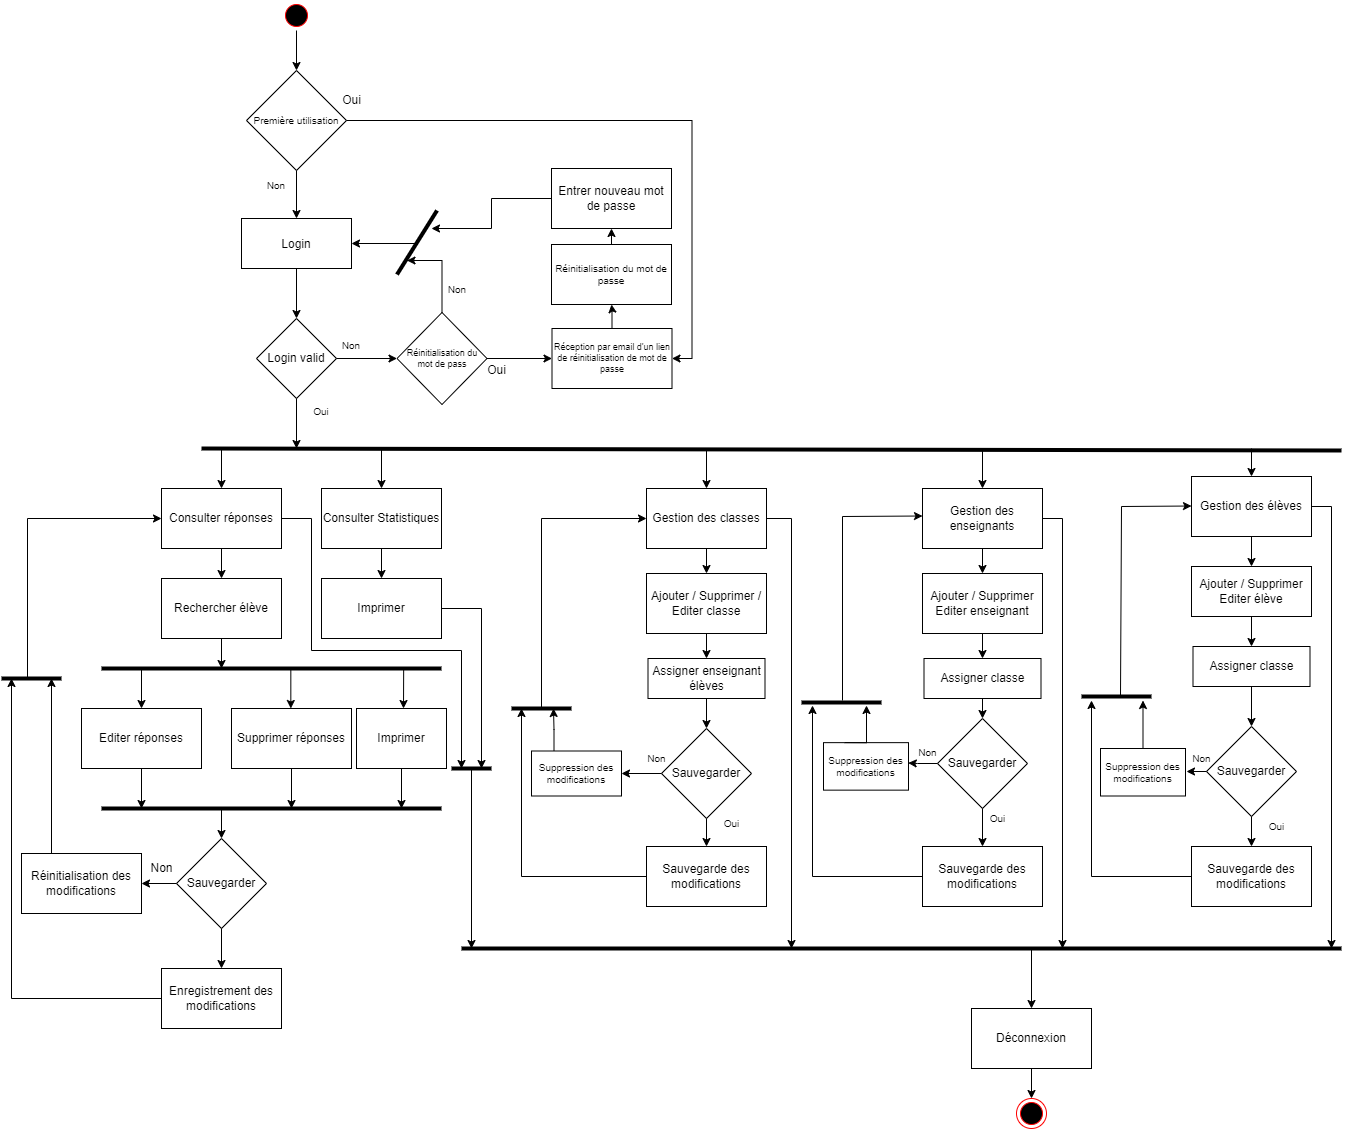 Oui
Première utilisation
Non
Entrer nouveau mot
de passe
Login
Réinitialisation du mot de
passe
Non
Login valid
Non
Réinitialisation du
mot de pass
Oui
Réception par email d'un lien
de réinitialisation de mot de
passe
Oui
Consulter réponses
Consulter Statistiques
Gestion des classes
Gestion des
enseignants
Gestion des élèves
Rechercher élève
Imprimer
Ajouter / Supprimer /
Editer classe
Ajouter / Supprimer
Editer enseignant
Ajouter / Supprimer
Editer élève
Assigner enseignant
élèves
Assigner classe
Assigner classe
Editer réponses
Supprimer réponses
Imprimer
Suppression des
modifications
Non
Sauvegarder
Suppression des
modifications
Non
Sauvegarder
Suppression des
modifications
Non
Sauvegarder
Oui
Oui
Oui
Réinitialisation des
modifications
Non
Sauvegarder
Sauvegarde des
modifications
Sauvegarde des
modifications
Sauvegarde des
modifications
Enregistrement des
modifications
Déconnexion